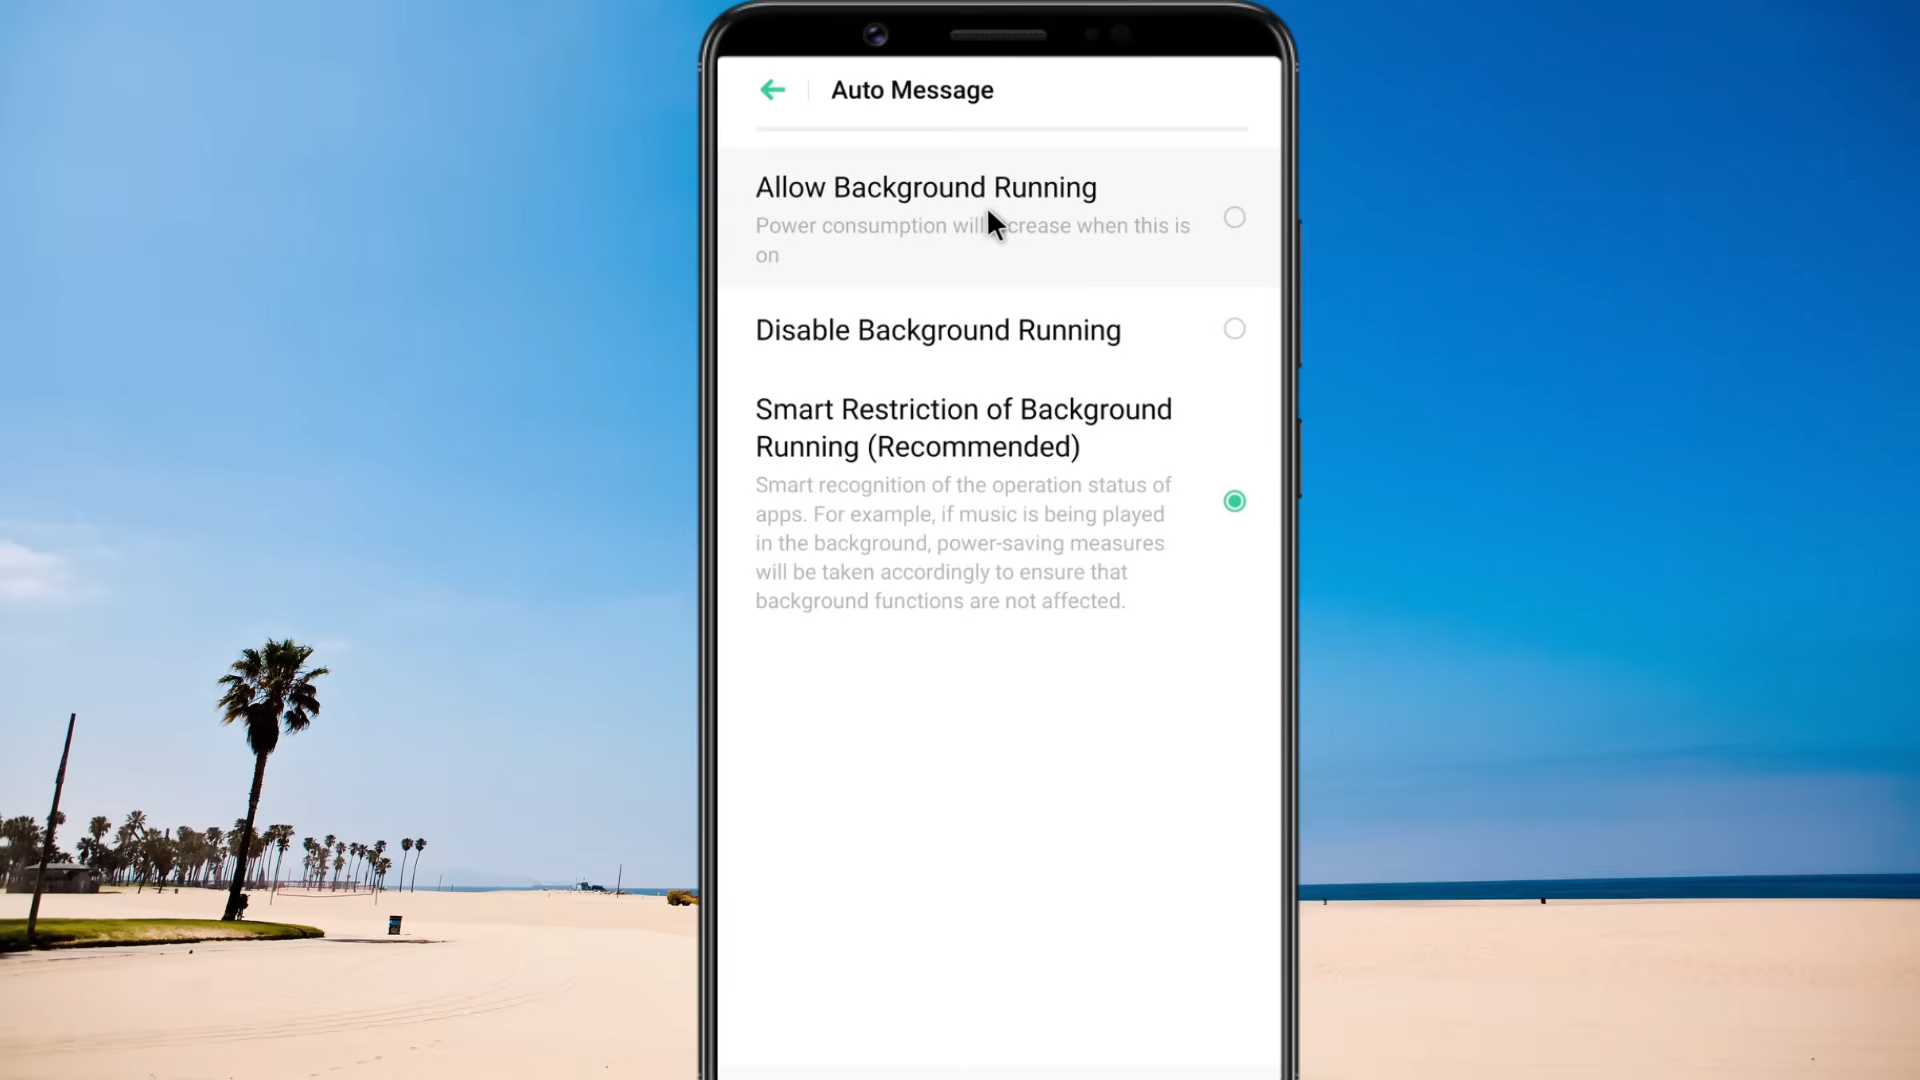 Auto Message
Allow Background Running
Power consumption will crease when this is
on
Disable Background Running
Smart Restriction of Background
Running (Recommended)
Smart recognition of the operation status of
apps. For example, if music is being played
in the background, power-saving measures
will be taken accordingly to ensure that
background functions are not affected.